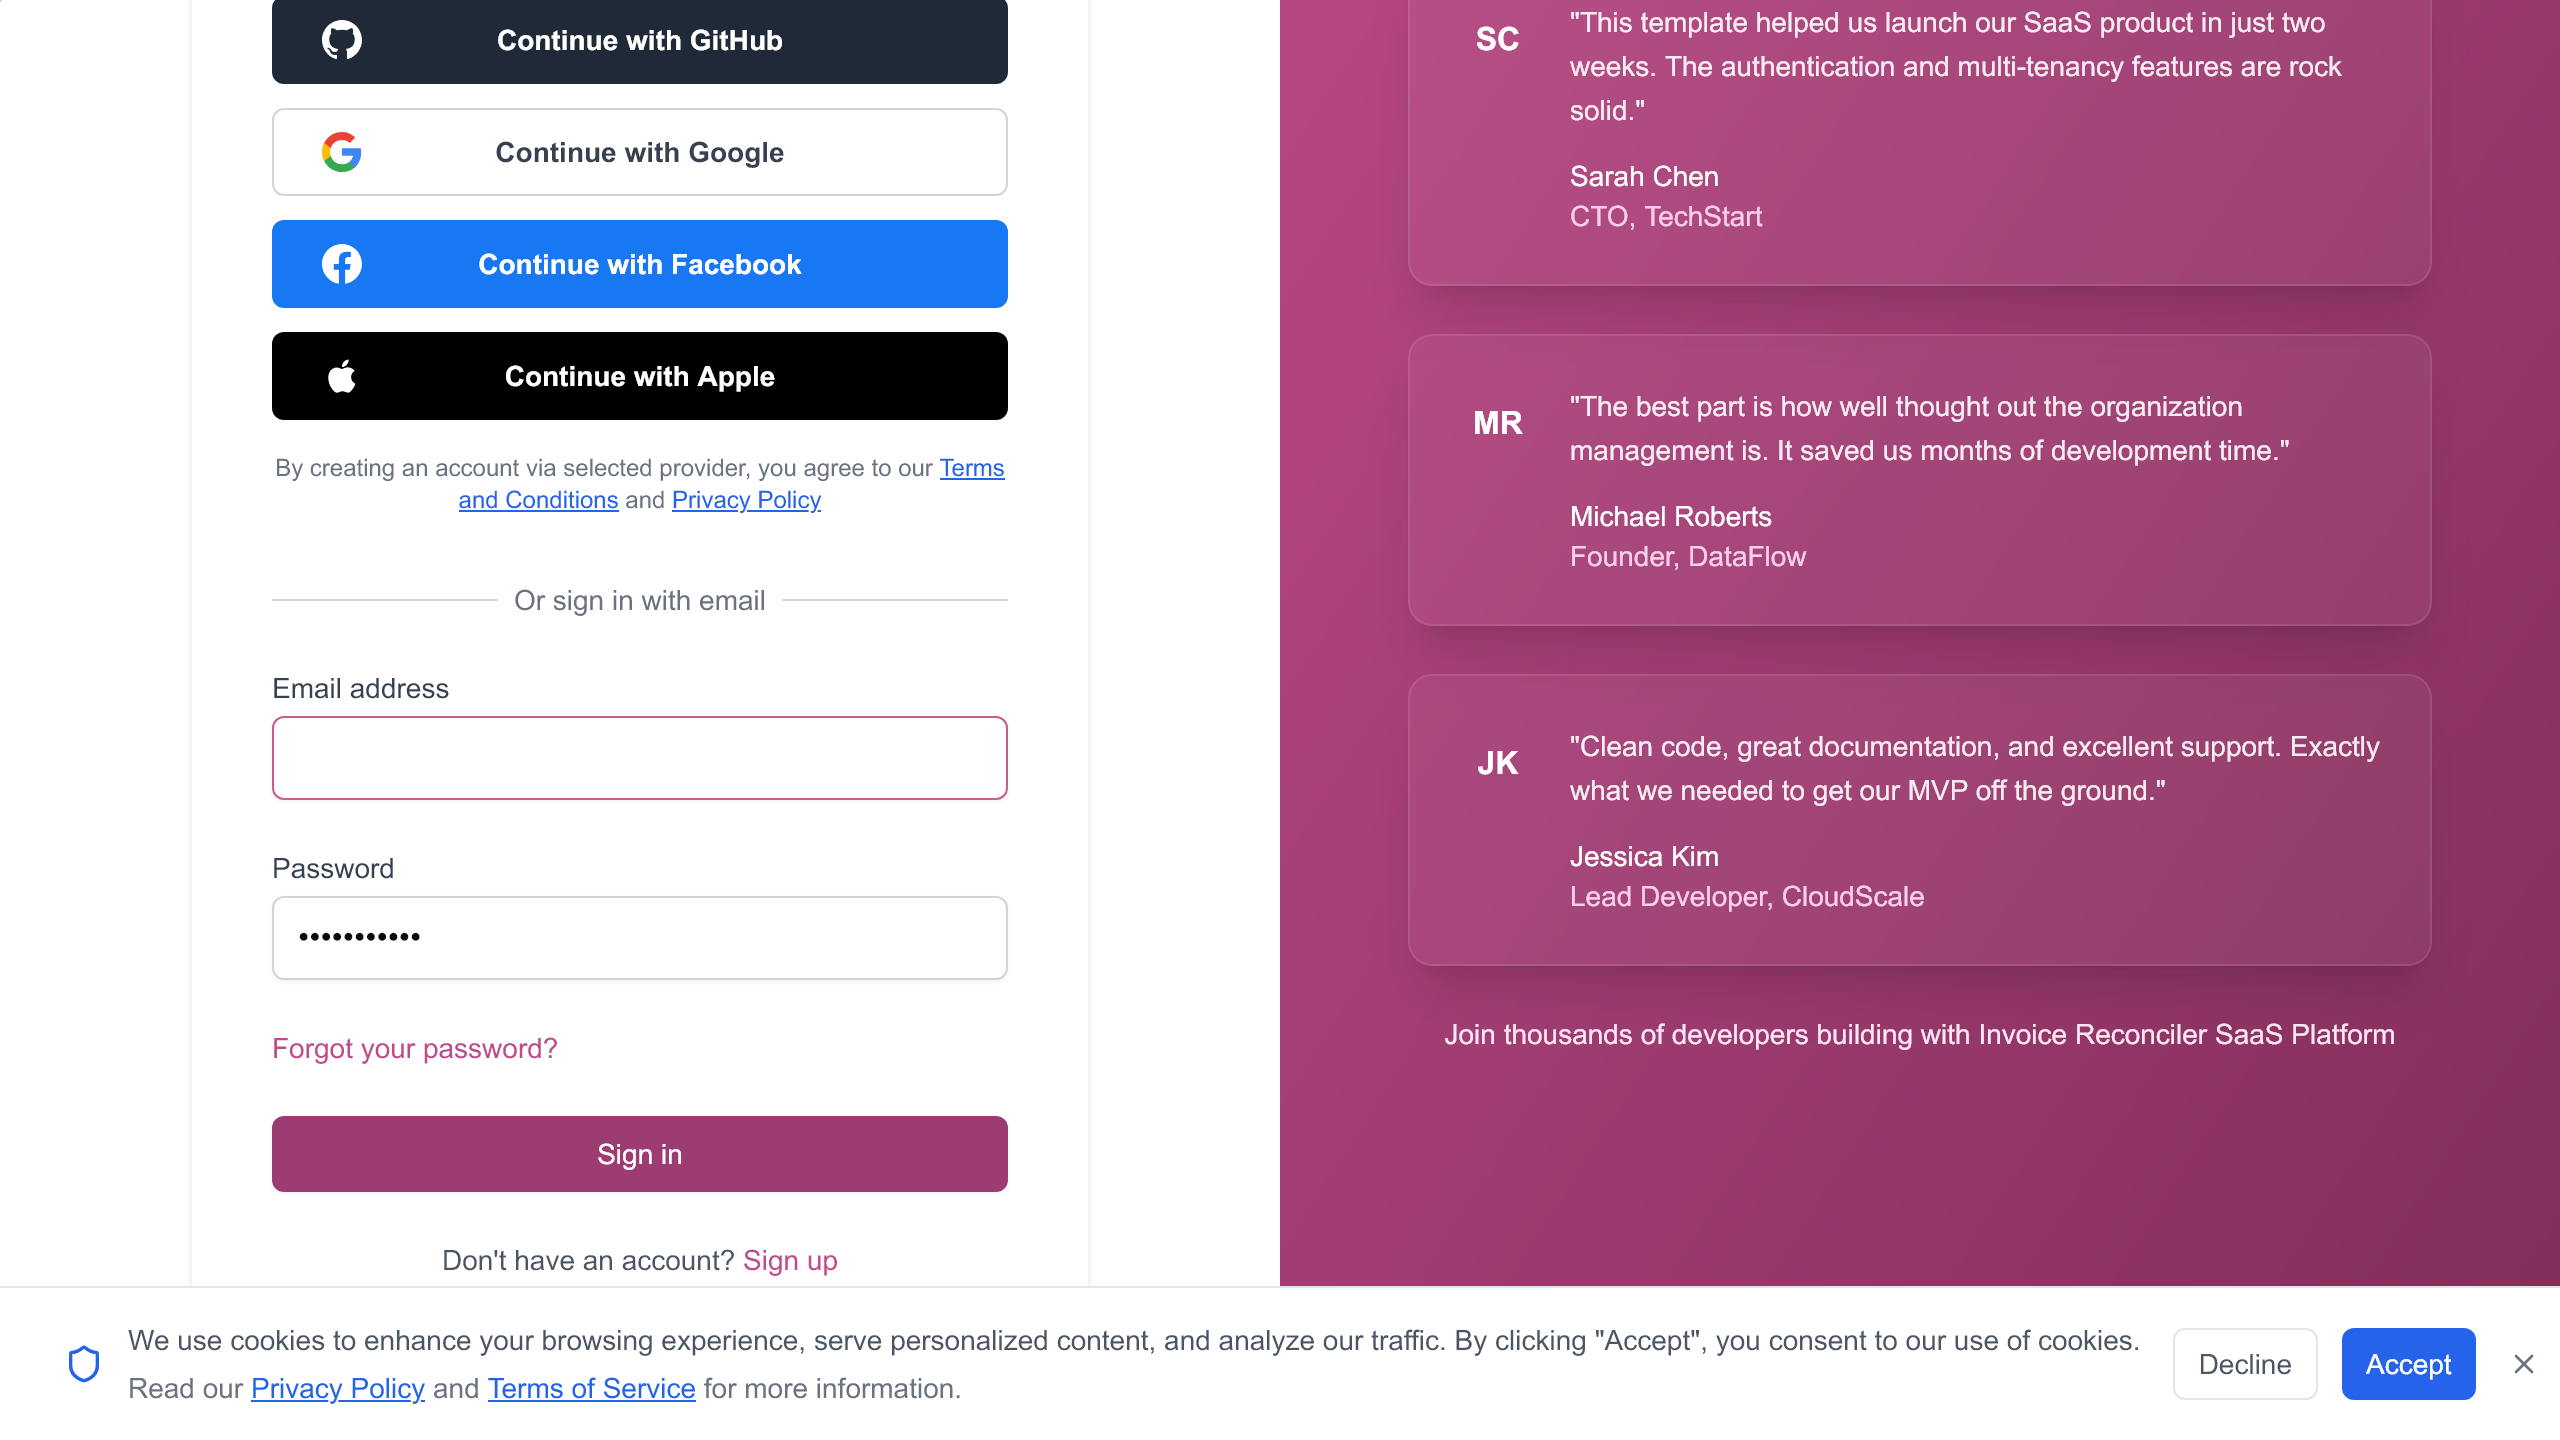 Continue with GitHub
Continue with Google
Continue with Facebook
Continue with Apple
By creating an account via selected provider, you agree to our Terms
and Conditions and Privacy Policy
Or sign in with email
Email address
Password
•••••••••••
Forgot your password?
Sign in
Don't have an account? Sign up
SC
"This template helped us launch our SaaS product in just two
weeks. The authentication and multi-tenancy features are rock
solid."
Sarah Chen
CTO, TechStart
MR
"The best part is how well thought out the organization
management is. It saved us months of development time."
Michael Roberts
Founder, DataFlow
JK
"Clean code, great documentation, and excellent support. Exactly
what we needed to get our MVP off the ground."
Jessica Kim
Lead Developer, CloudScale
Join thousands of developers building with Invoice Reconciler SaaS Platform
We use cookies to enhance your browsing experience, serve personalized content, and analyze our traffic. By clicking "Accept", you consent to our use of cookies.
Read our Privacy Policy and Terms of Service for more information.
Decline
Accept